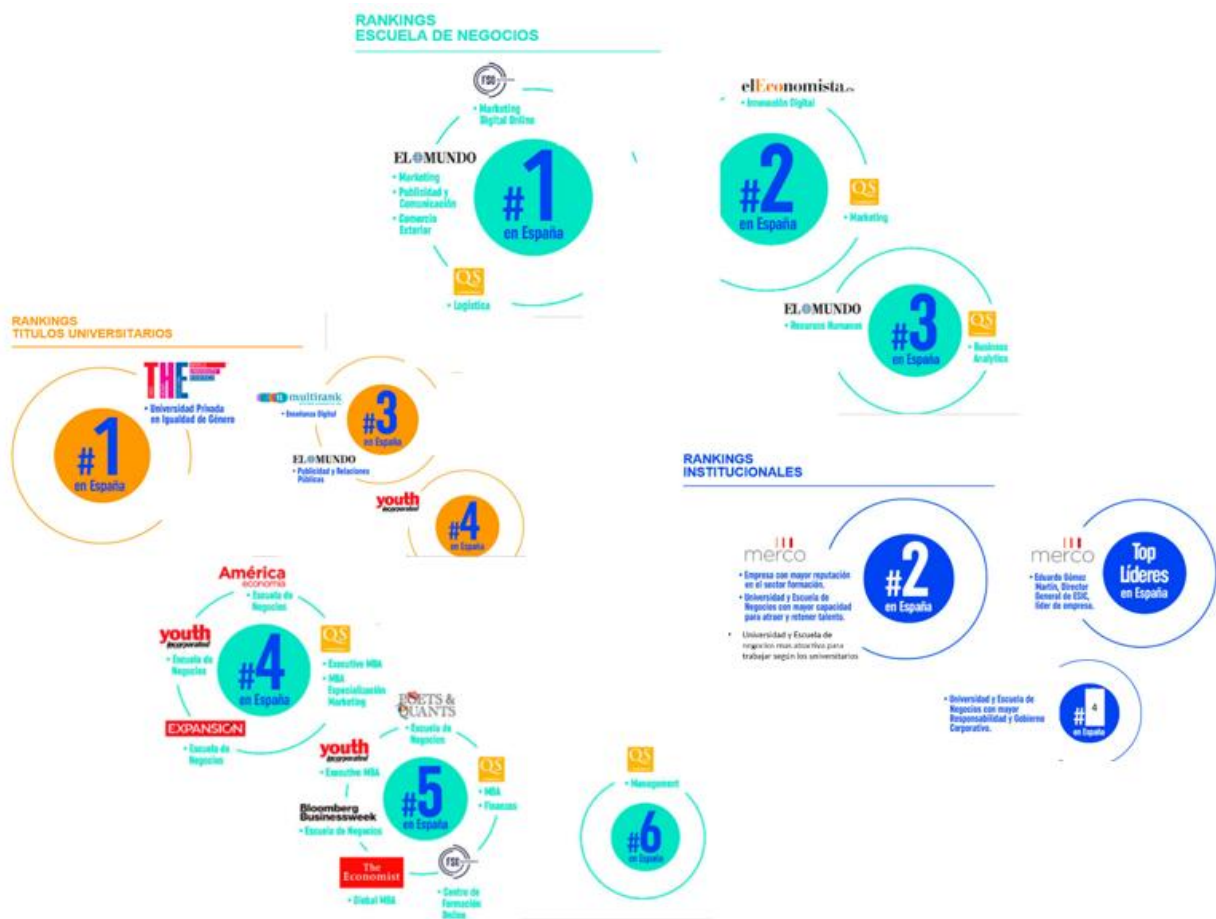 RANKINGS
ESCUELA DE NEGOCIOS
FSO
• Marketing
Digital Online
EL MUNDO
• Marketing
• Publicidad y
Comunicación
• Comercio
Exterior
QS
• Logística
#1
en España
elEconomista.es
• Innovación Digital
#2
en España
QS
• Marketing
EL MUNDO
• Recursos Humanos
#3
en España
QS
• Business
Analytics
RANKINGS
TITULOS UNIVERSITARIOS
#1
en España
THE
• Universidad Privada
en Igualdad de Género
multirank
• Enseñanza Digital
EL MUNDO
• Publicidad y Relaciones
Públicas
#3
en España
youth
incorporated
#4
en España
RANKINGS
INSTITUCIONALES
merco
• Empresa con mayor reputación
en el sector formación.
• Universidad y Escuela de
Negocios con mayor capacidad
para atraer y retener talento.
• Universidad y Escuela de
negocios mas atractiva para
trabajar según los universitarios
#2
en España
merco
• Eduardo Gómez
Martín, Director
General de ESIC,
líder de empresa.
Top
Líderes
en España
• Universidad y Escuela de
Negocios con mayor
Responsabilidad y Gobierno
Corporativo.
#4
en España
América
economía
• Escuela de
Negocios
youth
incorporated
• Escuela de
Negocios
EXPANSIÓN
• Escuela de
Negocios
#4
en España
QS
• Executive MBA
• MBA
Especialización
Marketing
POETS &
QUANTS
• Escuela de
Negocios
youth
incorporated
• Executive MBA
Bloomberg
Businessweek
• Escuela de Negocios
The
Economist
• Global MBA
#5
en España
QS
• MBA
• Finanzas
FSO
• Centro de
Formación
Online
QS
• Management
#6
en España